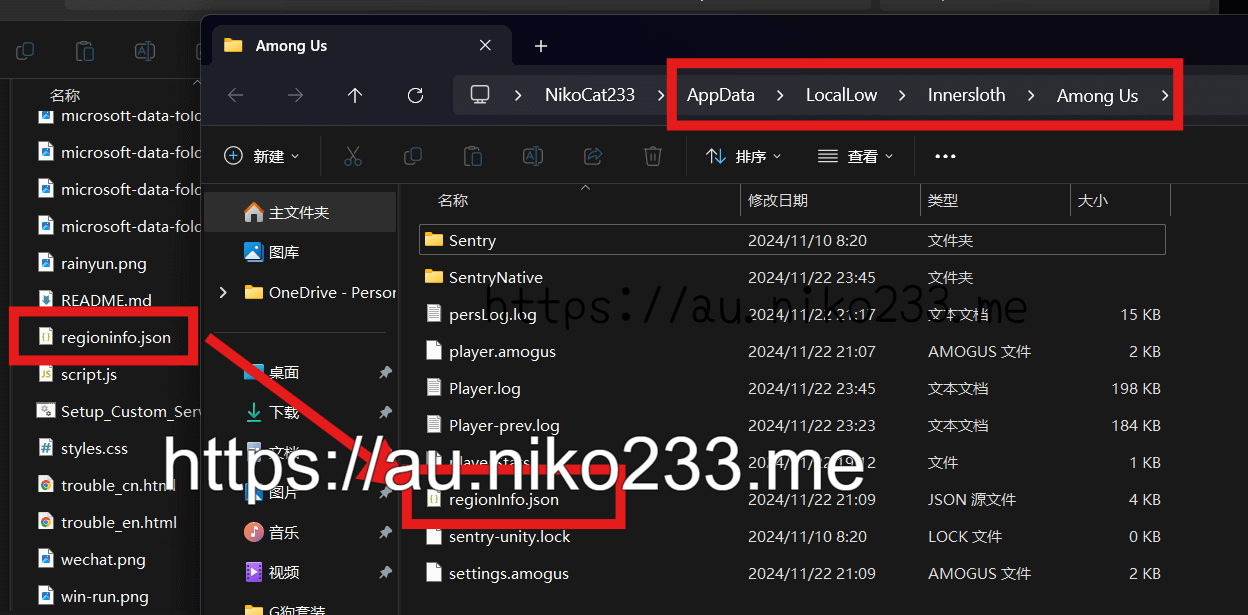 Among Us
NikoCat233 > AppData > LocalLow > Innersloth > Among Us >
新建
排序
查看
名称
microsoft-data-fold
microsoft-data-fold
microsoft-data-fold
microsoft-data-fold
rainyun.png
README.md
regioninfo.json
script.js
Setup_Custom_Serv
styles.css
trouble_cn.html
trouble_en.html
wechat.png
win-run.png
主文件夹
图库
OneDrive - Person
桌面
下载
文档
图片
音乐
视频
G狗套装
名称 修改日期 类型 大小
Sentry 2024/11/10 8:20 文件夹
SentryNative 2024/11/22 23:45 文件夹
https://au.niko233.me
persLog.log 2024/11/22 21:17 文本文档 15 KB
player.amogus 2024/11/22 21:07 AMOGUS 文件 2 KB
Player.log 2024/11/22 23:45 文本文档 198 KB
Player-prev.log 2024/11/22 23:23 文本文档 184 KB
https://au.niko233.me
playerStats 2024/11/22 19:12 文件 1 KB
regionInfo.json 2024/11/22 21:09 JSON 源文件 4 KB
sentry-unity.lock 2024/11/10 8:20 LOCK 文件 0 KB
settings.amogus 2024/11/22 21:09 AMOGUS 文件 2 KB